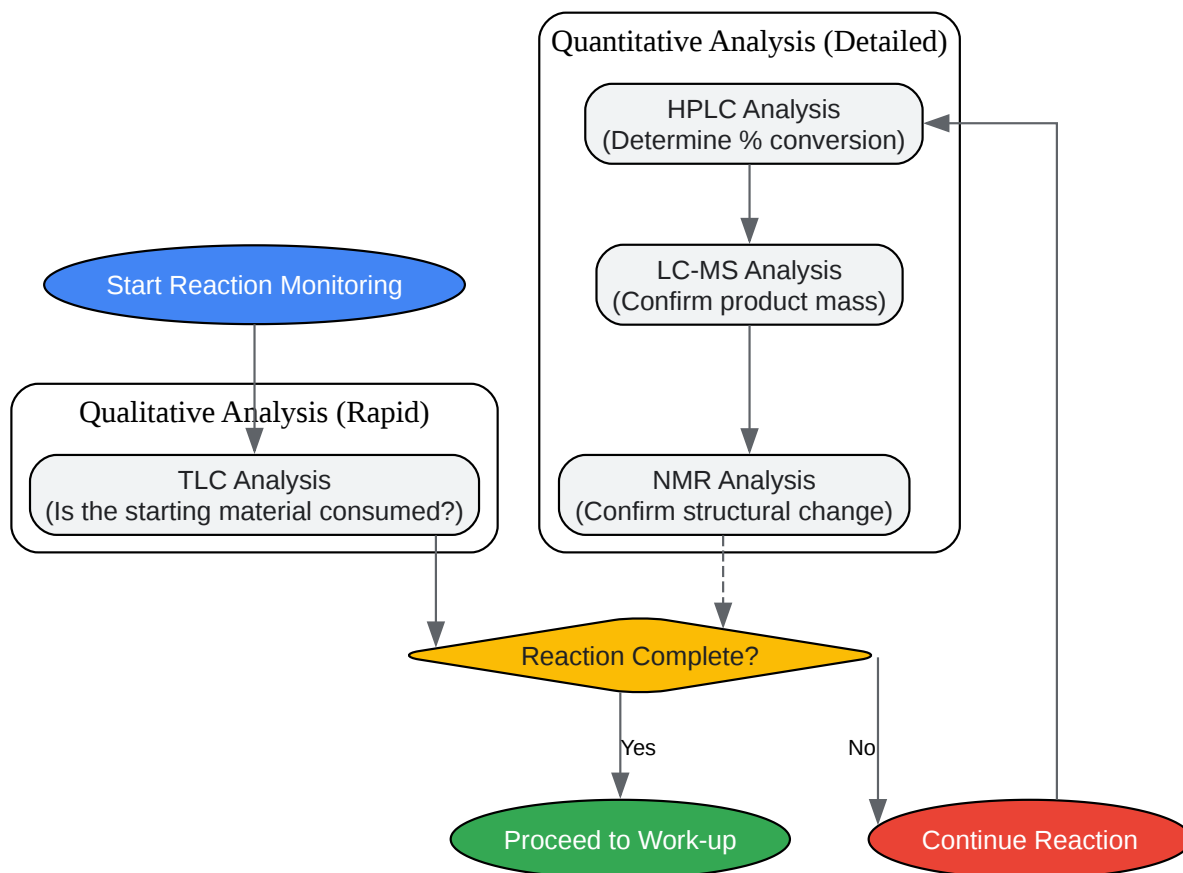 Quantitative Analysis (Detailed)
HPLC Analysis
(Determine % conversion)
LC-MS Analysis
(Confirm product mass)
Start Reaction Monitoring
Qualitative Analysis (Rapid)
TLC Analysis
(Is the starting material consumed?)
NMR Analysis
(Confirm structural change)
Reaction Complete?
Yes
No
Proceed to Work-up
Continue Reaction